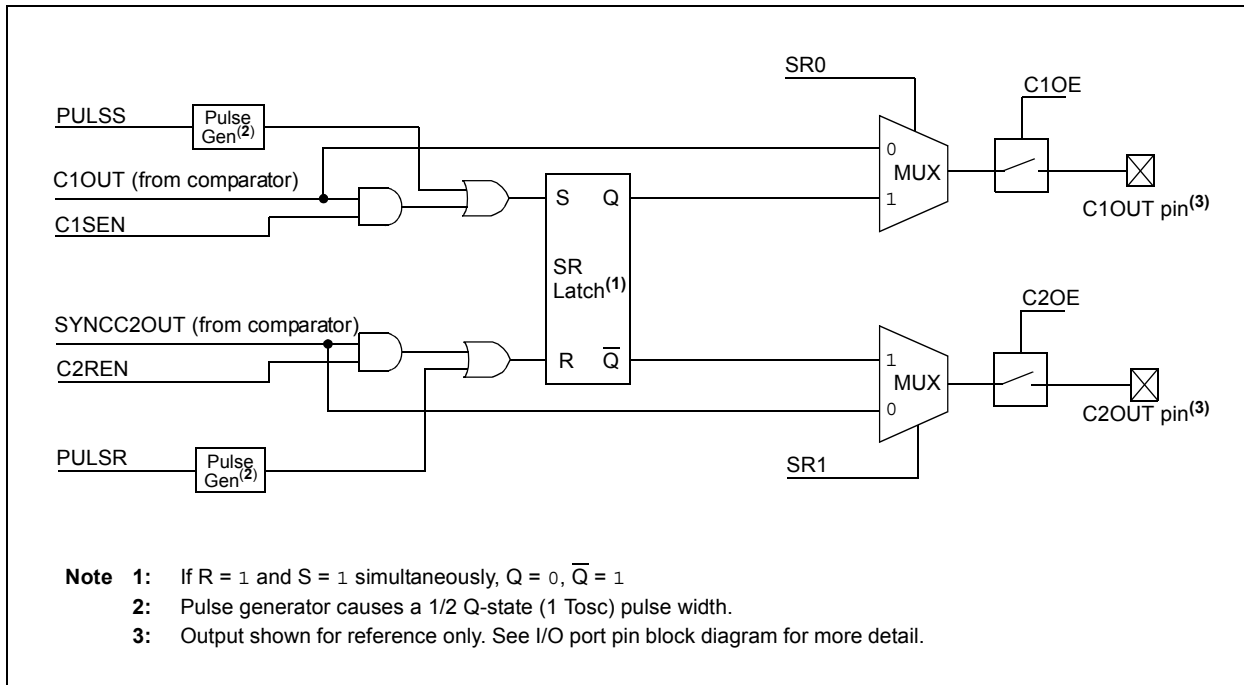 SR0
C1OE
PULSS
Pulse
Gen(2)
C1OUT (from comparator)
0
MUX
1
C1SEN
S Q
C1OUT pin(3)
SR
Latch(1)
C2OE
SYNCC2OUT (from comparator)
R Q̅
C2REN
1
MUX
0
C2OUT pin(3)
PULSR
Pulse
Gen(2)
SR1
Note 1: If R = 1 and S = 1 simultaneously, Q = 0, Q̅ = 1
2: Pulse generator causes a 1/2 Q-state (1 Tosc) pulse width.
3: Output shown for reference only. See I/O port pin block diagram for more detail.